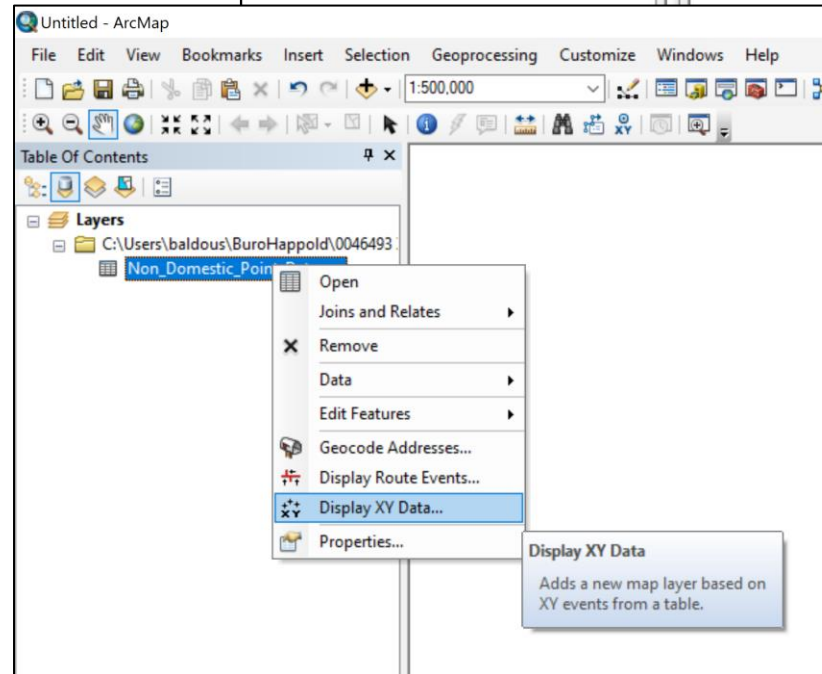 Untitled - ArcMap
File Edit View Bookmarks Insert Selection Geoprocessing Customize Windows Help
1:500,000
Table Of Contents
Layers
C:\Users\baldous\BuroHappold\0046493
Non_Domestic_Point
Open
Joins and Relates
Remove
Data
Edit Features
Geocode Addresses...
Display Route Events...
Display XY Data...
Properties...
Display XY Data
Adds a new map layer based on
XY events from a table.